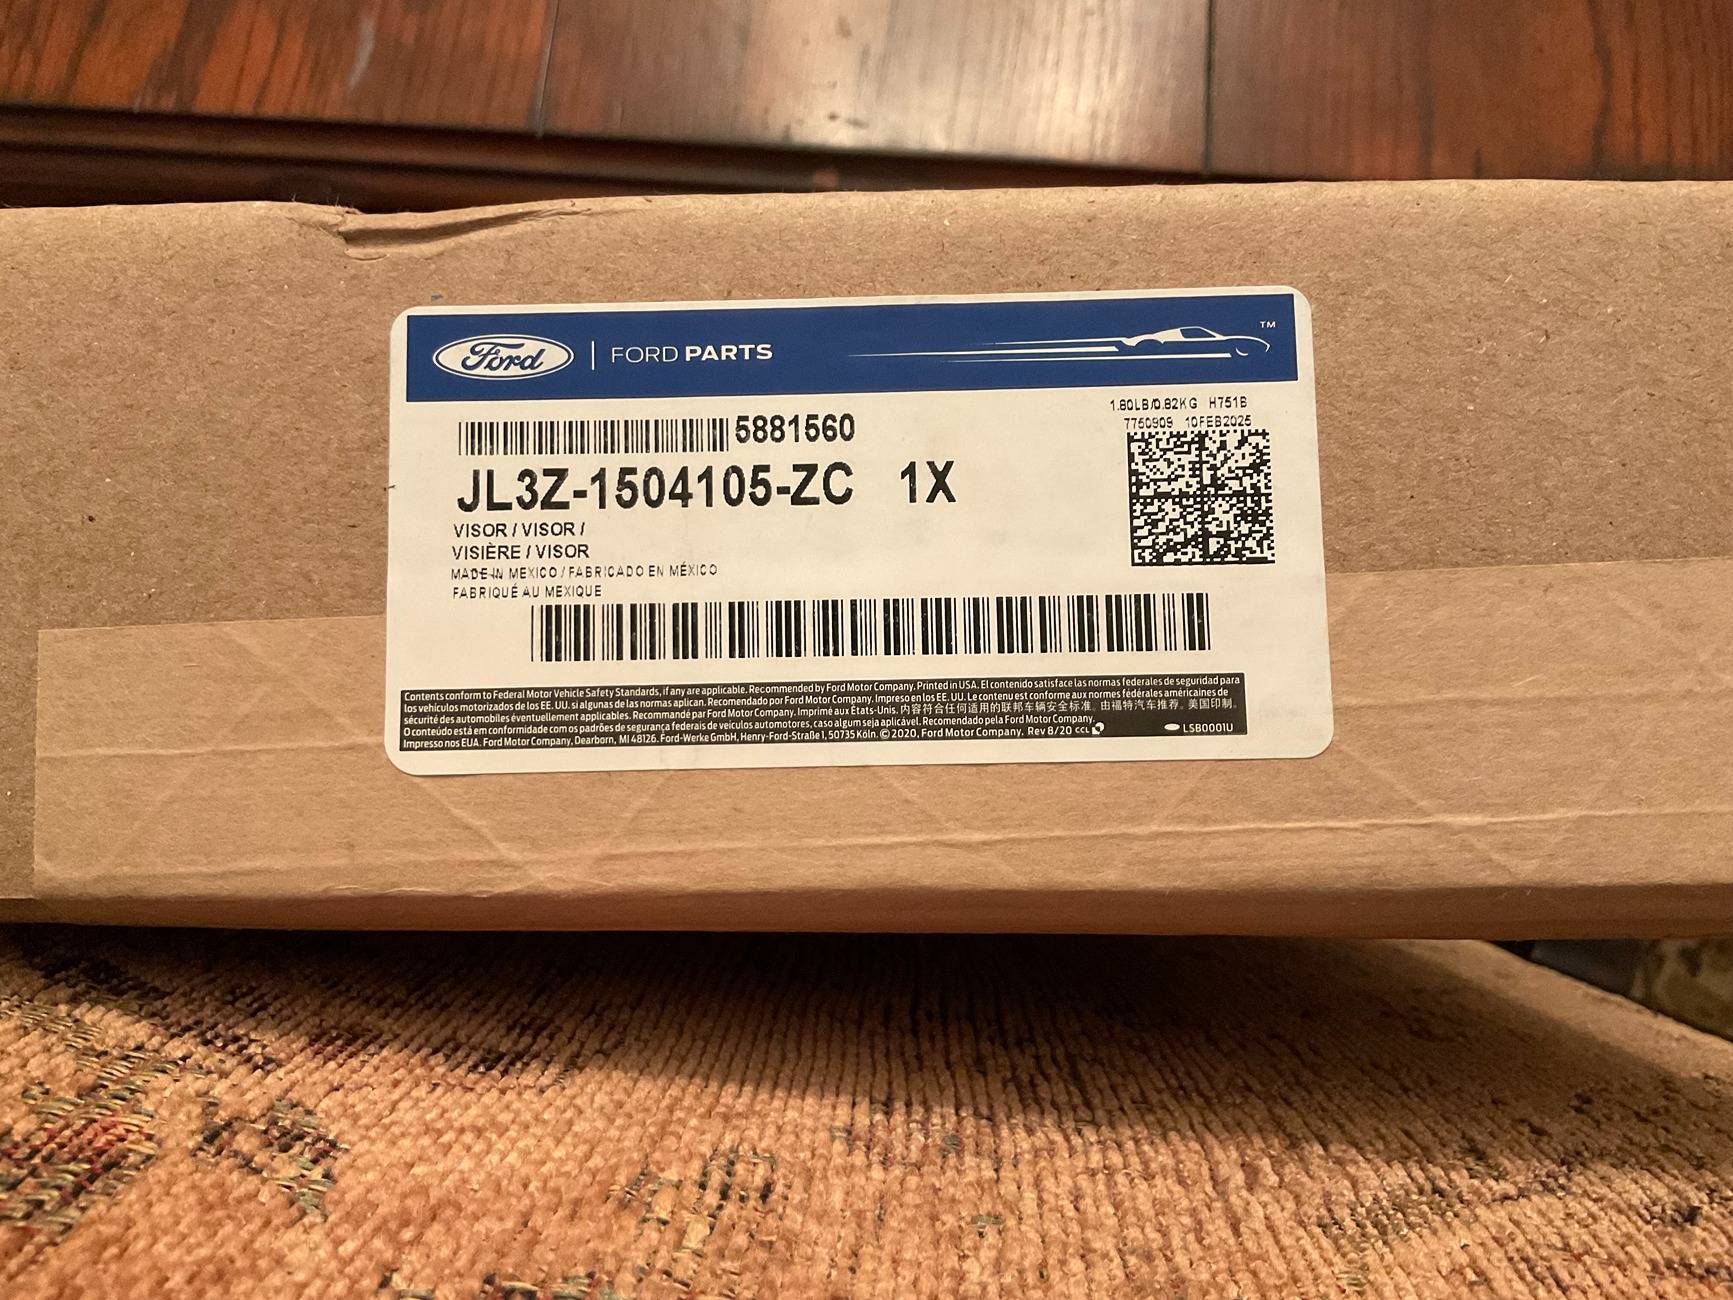 Ford | FORD PARTS ™
1.80LB/0.82KG H751B
7750909 10FEB2025
5881560
JL3Z-1504105-ZC 1X
VISOR / VISOR /
VISIÈRE / VISOR
MADE IN MEXICO / FABRICADO EN MÉXICO
FABRIQUÉ AU MEXIQUE
Contents conform to Federal Motor Vehicle Safety Standards, if any are applicable. Recommended by Ford Motor Company. Printed in USA. El contenido satisface las normas federales de seguridad para
los vehículos motorizados de los EE. UU. si algunas de las normas aplican. Recomendado por Ford Motor Company. Impreso en los EE. UU. Le contenu est conforme aux normes fédérales américaines de
sécurité des automobiles éventuellement applicables. Recommandé par Ford Motor Company. Imprimé aux États-Unis. 内容符合任何适用的联邦车辆安全标准。由福特汽车推荐。美国印制。
O conteúdo está em conformidade com os padrões de segurança federais de veículos automotores, caso algum seja aplicável. Recomendado pela Ford Motor Company.
Impresso nos EUA. Ford Motor Company, Dearborn, MI 48126. Ford-Werke GmbH, Henry-Ford-Straße 1, 50735 Köln. © 2020, Ford Motor Company. Rev 8/20 CCL LSB0001U